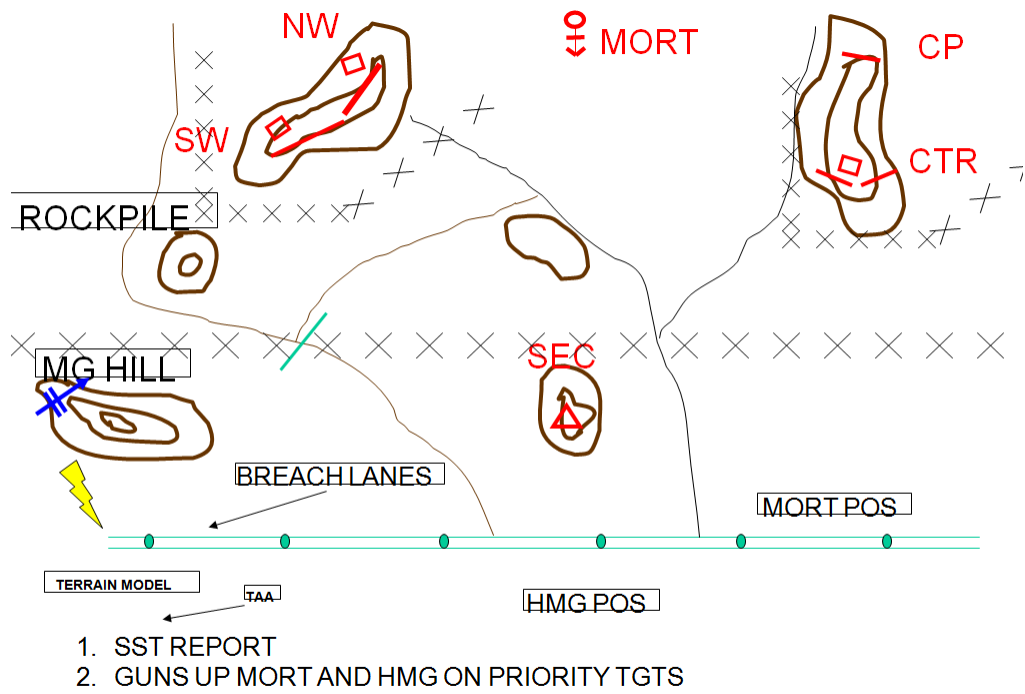 NW
MORT
CP
SW
CTR
ROCKPILE
SEC
MG HILL
BREACH LANES
MORT POS
TERRAIN MODEL
TAA
HMG POS
1. SST REPORT
2. GUNS UP MORT AND HMG ON PRIORITY TGTS